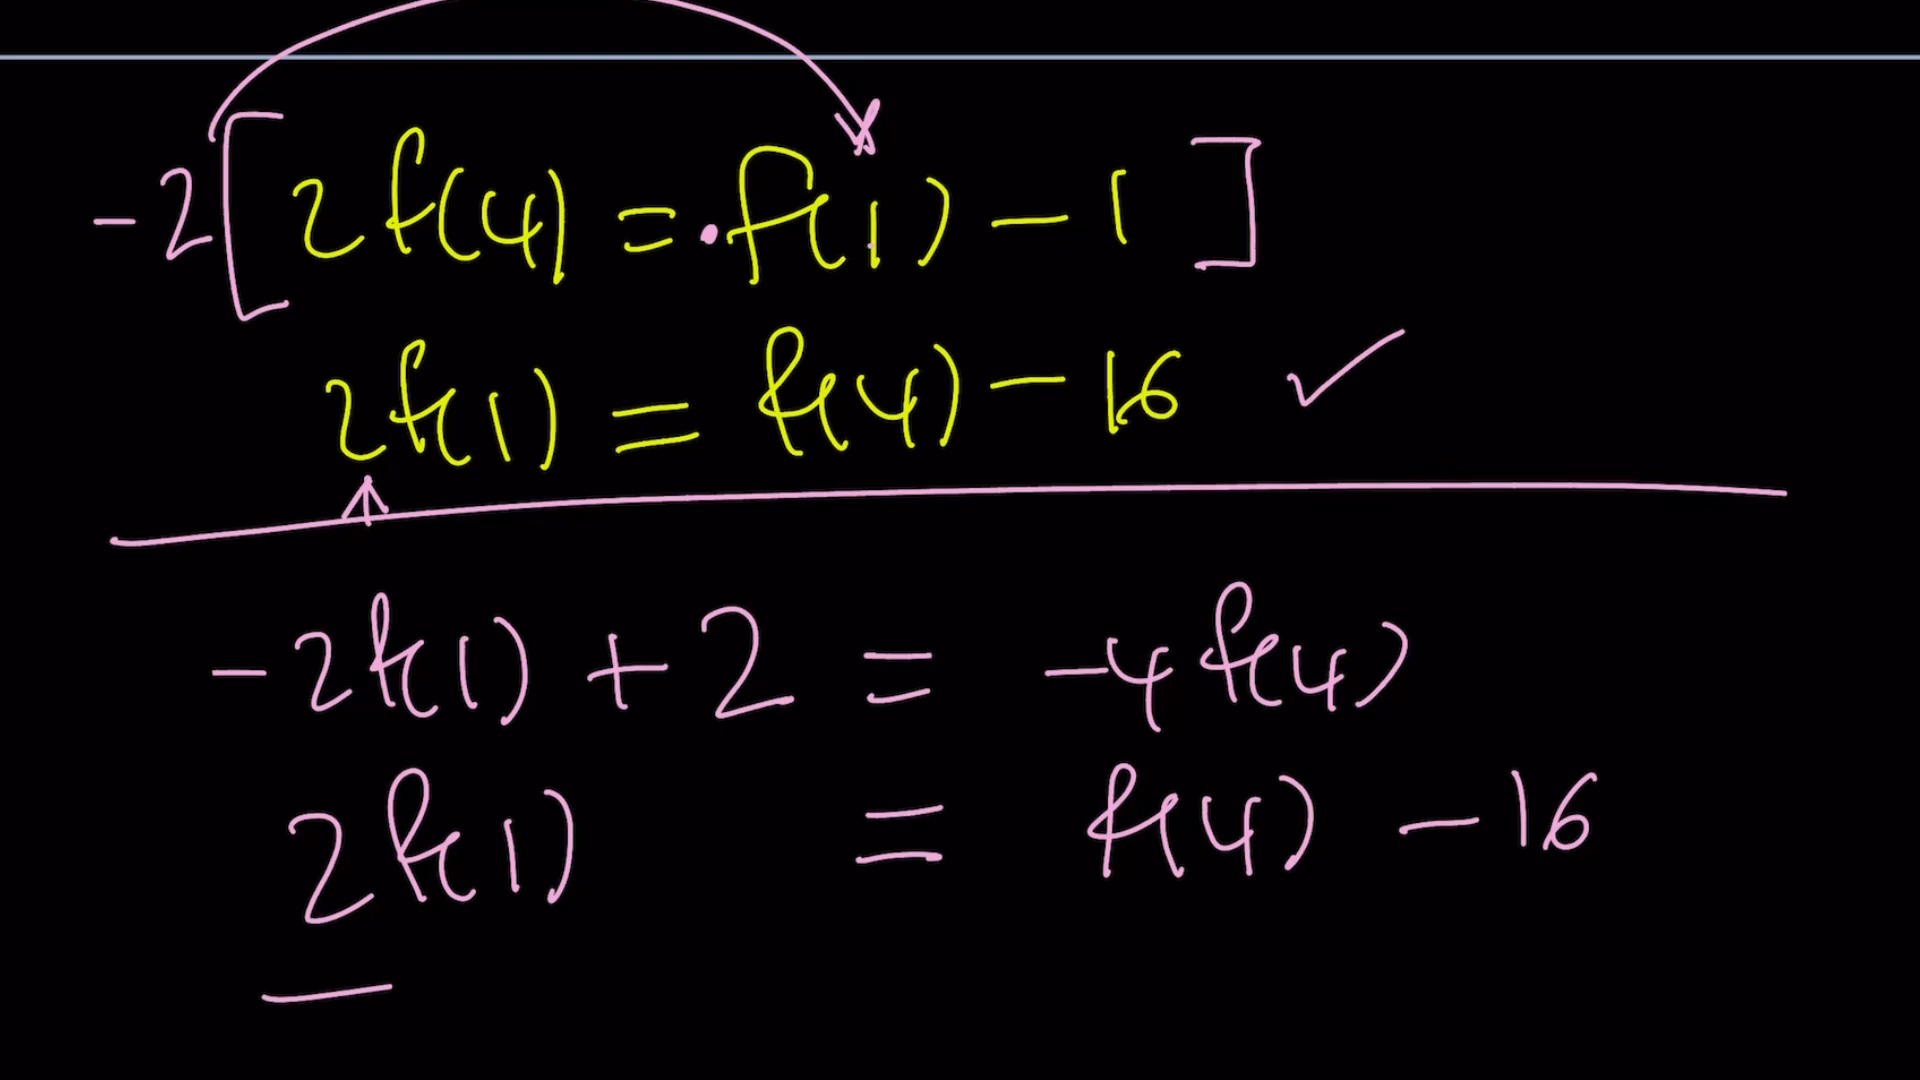 -2[2f(4) = f(1) - 1]
2f(1) = f(4) - 16 ✓
-2f(1) + 2 = -4f(4)
2f(1) = f(4) - 16